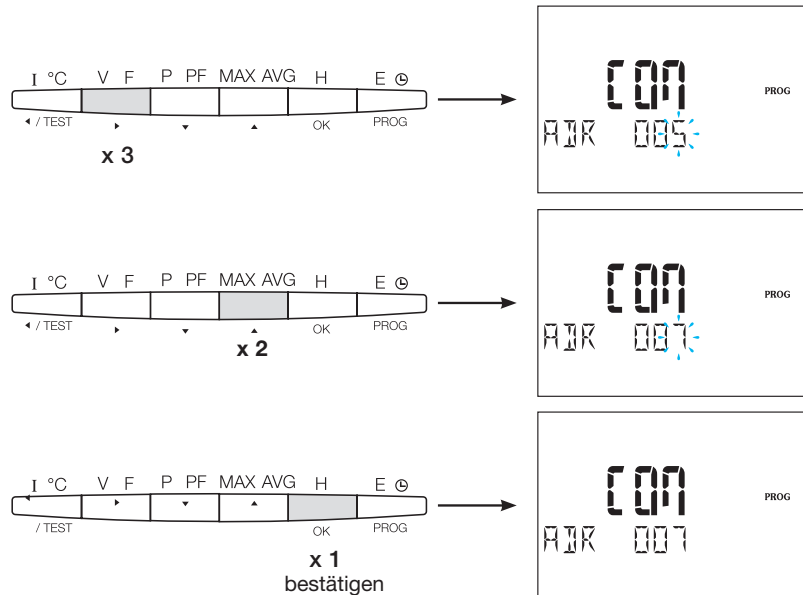 I °C V F P PF MAX AVG H E
/ TEST OK PROG
x 3
COM
PROG
ADR 005
I °C V F P PF MAX AVG H E
/ TEST OK PROG
x 2
COM
PROG
ADR 007
I °C V F P PF MAX AVG H E
/ TEST OK PROG
x 1
bestätigen
COM
PROG
ADR 007